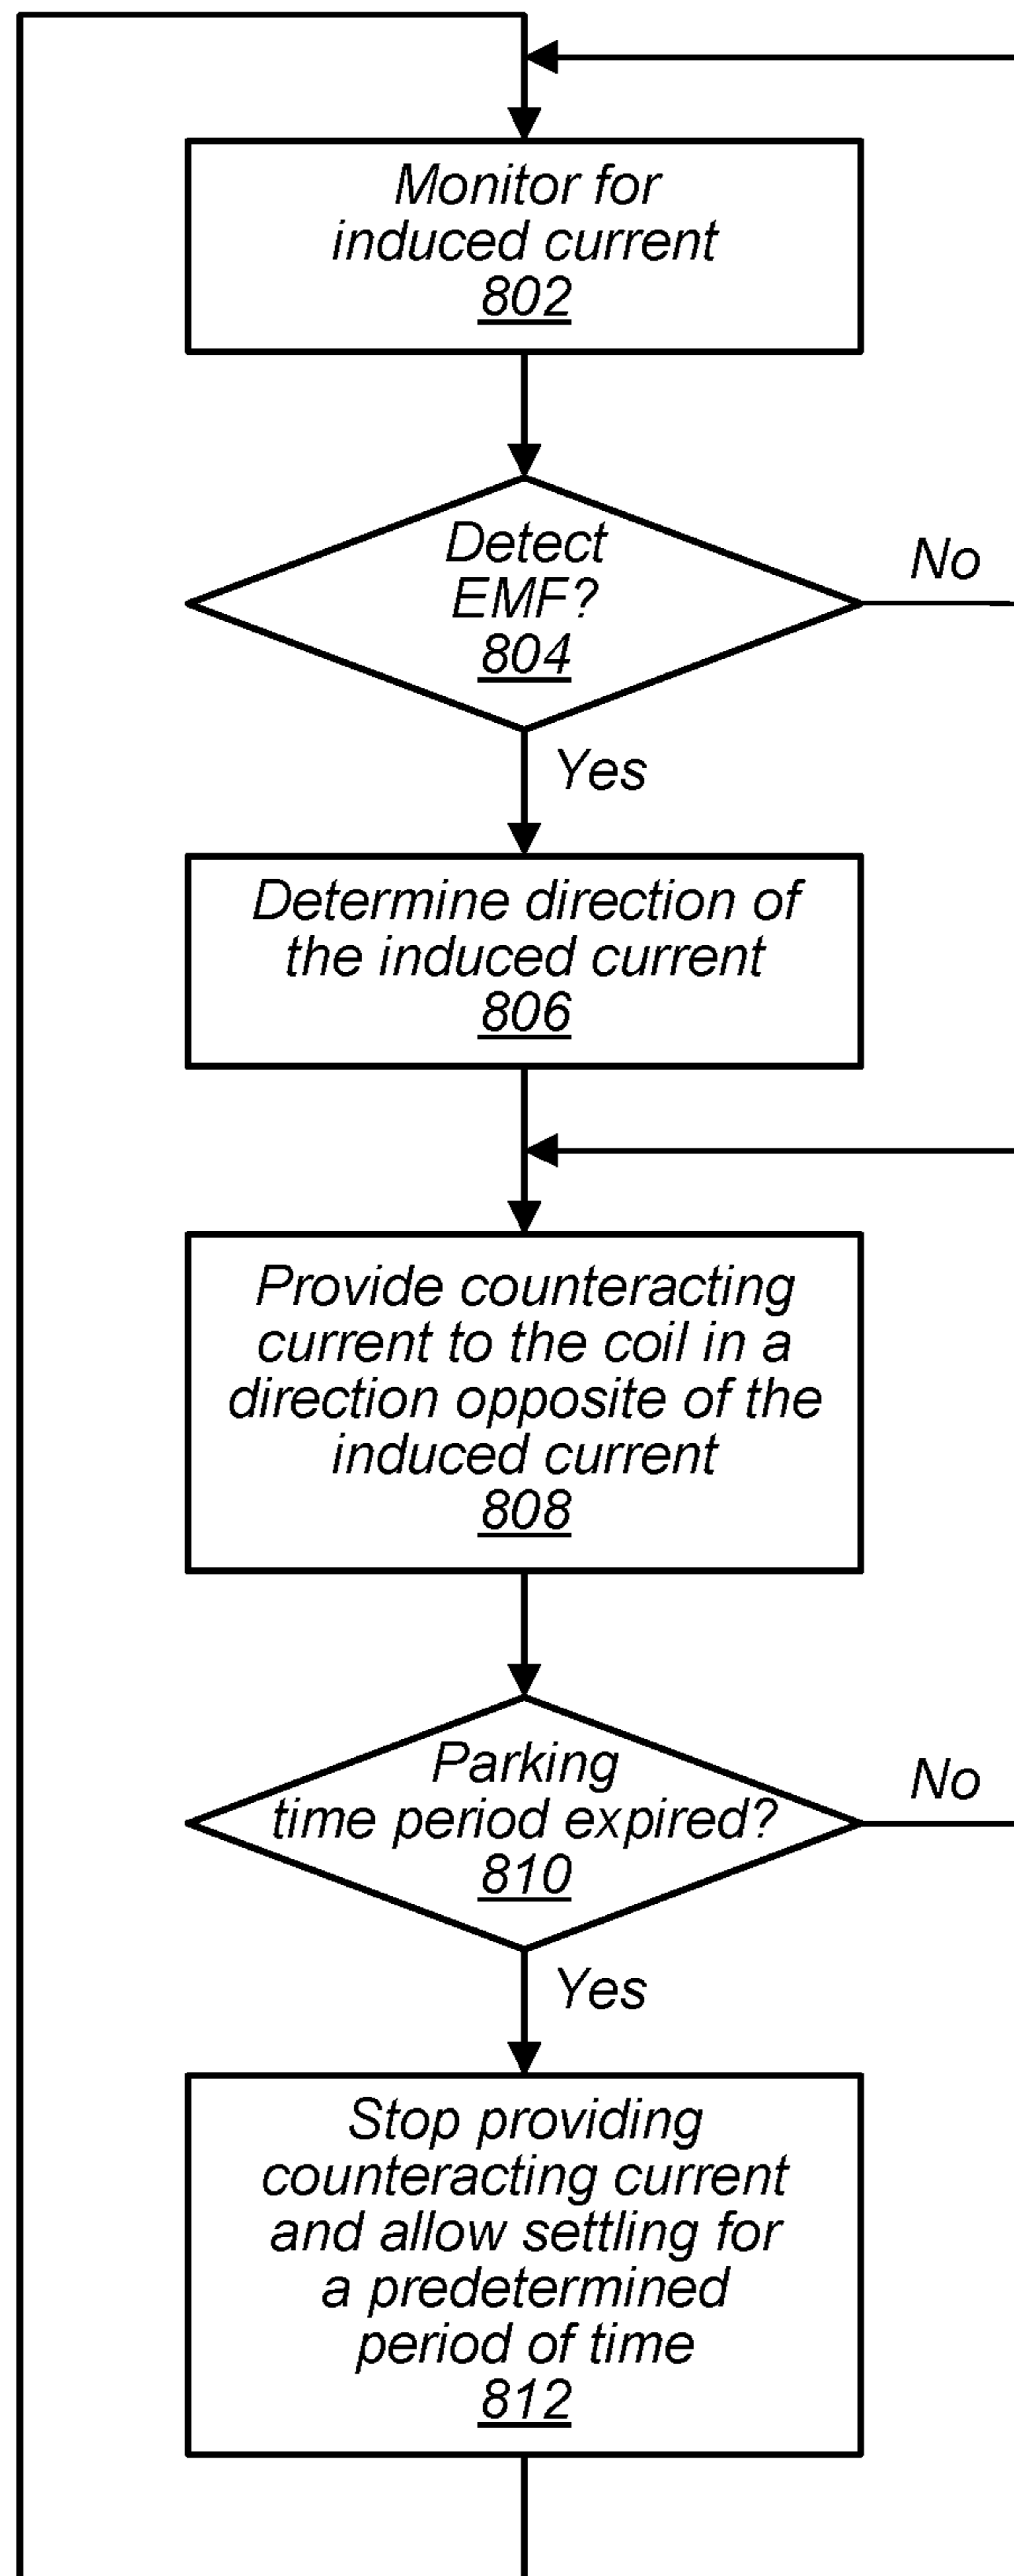 Monitor for
induced current
802
Detect
EMF?
804
No
Yes
Determine direction of
the induced current
806
Provide counteracting
current to the coil in a
direction opposite of the
induced current
808
Parking
time period expired?
810
No
Yes
Stop providing
counteracting current
and allow settling for
a predetermined
period of time
812